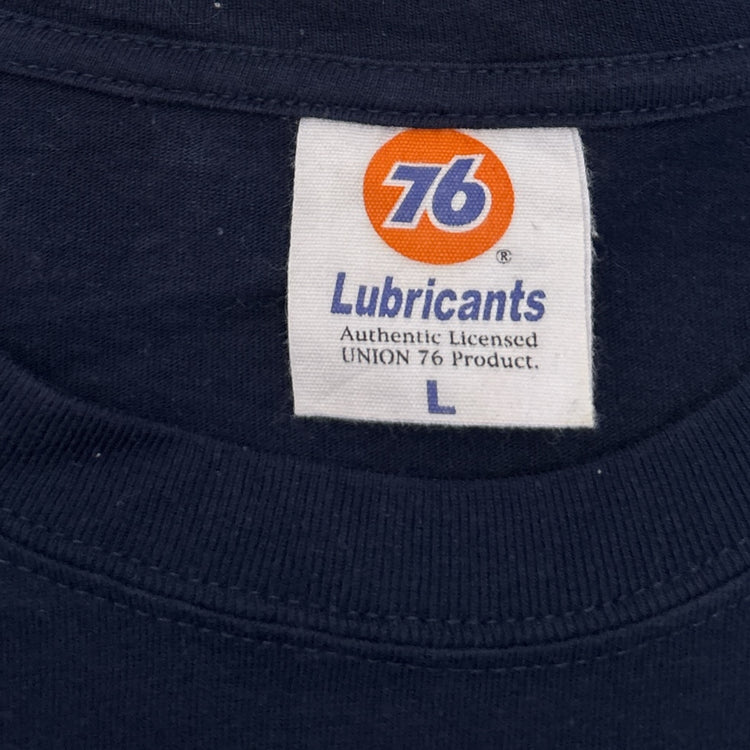 76
®
Lubricants
Authentic Licensed
UNION 76 Product.
L